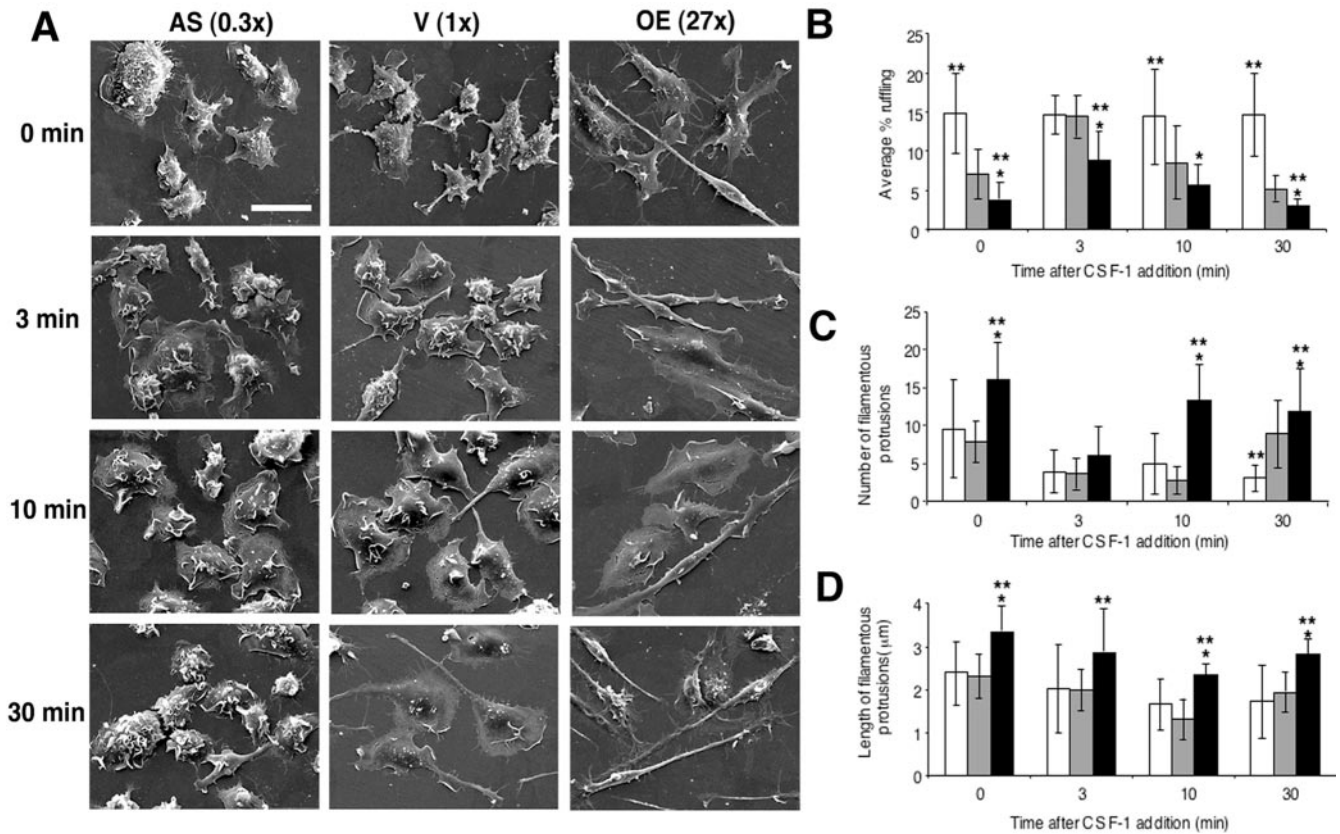 A
AS (0.3x)
V (1x)
OE (27x)
0 min
3 min
10 min
30 min
B
Average % ruffling
25
20
15
10
5
0
** ** * ** * ** * ** ** *
0 3 10 30
Time after CSF-1 addition (min)
C
Number of filamentous
protrusions
25
20
15
10
5
0
** * ** * ** ** *
0 3 10 30
Time after CSF-1 addition (min)
D
Length of filamentous
protrusions(μm)
4
3
2
1
0
** * ** ** * ** *
0 3 10 30
Time after CSF-1 addition (min)